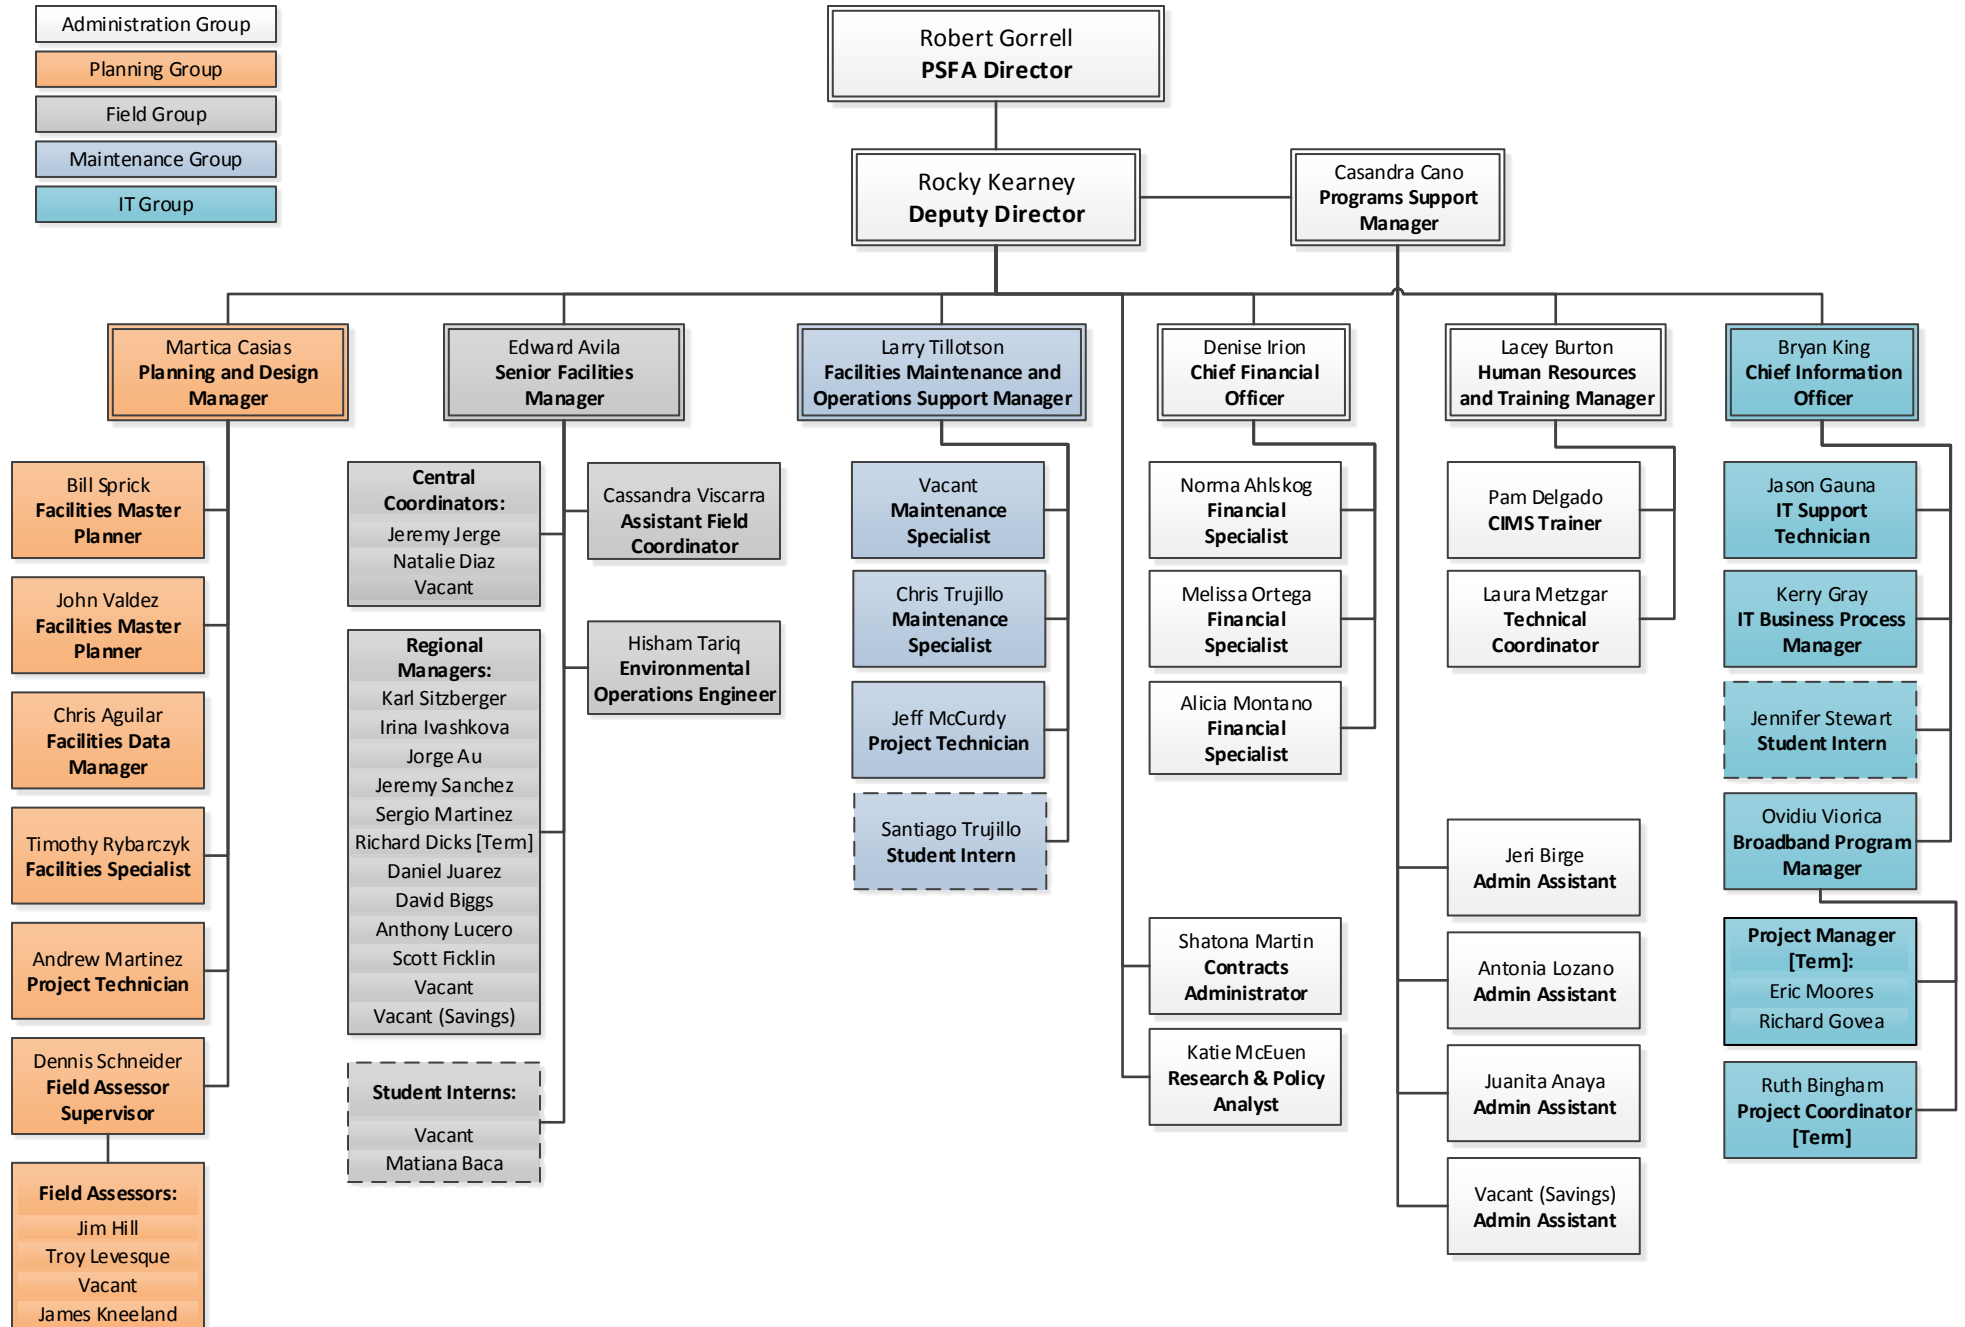 Administration Group
Planning Group
Field Group
Maintenance Group
IT Group
Robert Gorrell
PSFA Director
Rocky Kearney
Deputy Director
Casandra Cano
Programs Support
Manager
Martica Casias
Planning and Design
Manager
Edward Avila
Senior Facilities
Manager
Larry Tillotson
Facilities Maintenance and
Operations Support Manager
Denise Irion
Chief Financial
Officer
Lacey Burton
Human Resources
and Training Manager
Bryan King
Chief Information
Officer
Bill Sprick
Facilities Master
Planner
John Valdez
Facilities Master
Planner
Chris Aguilar
Facilities Data
Manager
Timothy Rybarczyk
Facilities Specialist
Andrew Martinez
Project Technician
Dennis Schneider
Field Assessor
Supervisor
Field Assessors:
Jim Hill
Troy Levesque
Vacant
James Kneeland
Central
Coordinators:
Jeremy Jerge
Natalie Diaz
Vacant
Regional
Managers:
Karl Sitzberger
Irina Ivashkova
Jorge Au
Jeremy Sanchez
Sergio Martinez
Richard Dicks [Term]
Daniel Juarez
David Biggs
Anthony Lucero
Scott Ficklin
Vacant
Vacant (Savings)
Student Interns:
Vacant
Matiana Baca
Cassandra Viscarra
Assistant Field
Coordinator
Hisham Tariq
Environmental
Operations Engineer
Vacant
Maintenance
Specialist
Chris Trujillo
Maintenance
Specialist
Jeff McCurdy
Project Technician
Santiago Trujillo
Student Intern
Norma Ahlskog
Financial
Specialist
Melissa Ortega
Financial
Specialist
Alicia Montano
Financial
Specialist
Shatona Martin
Contracts
Administrator
Katie McEuen
Research & Policy
Analyst
Pam Delgado
CIMS Trainer
Laura Metzgar
Technical
Coordinator
Jeri Birge
Admin Assistant
Antonia Lozano
Admin Assistant
Juanita Anaya
Admin Assistant
Vacant (Savings)
Admin Assistant
Jason Gauna
IT Support
Technician
Kerry Gray
IT Business Process
Manager
Jennifer Stewart
Student Intern
Ovidiu Viorica
Broadband Program
Manager
Project Manager
[Term]:
Eric Moores
Richard Govea
Ruth Bingham
Project Coordinator
[Term]